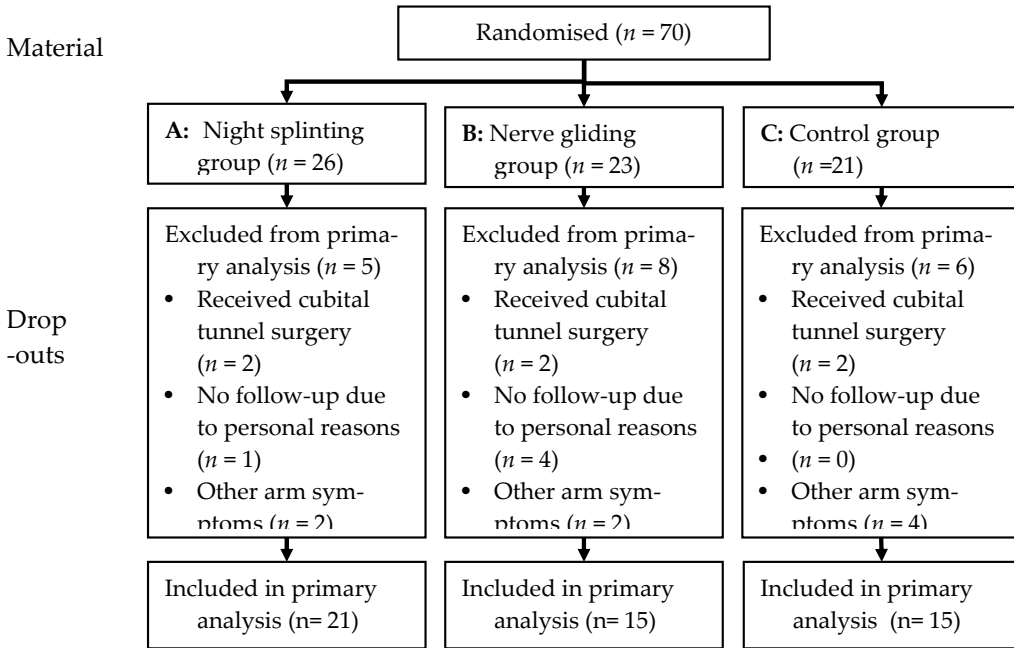 Material
Randomised (n = 70)
A: Night splinting
group (n = 26)
B: Nerve gliding
group (n = 23)
C: Control group
(n =21)
Drop
-outs
Excluded from prima-
ry analysis (n = 5)
• Received cubital
tunnel surgery
(n = 2)
• No follow-up due
to personal reasons
(n = 1)
• Other arm sym-
ptoms (n = 2)
Excluded from prima-
ry analysis (n = 8)
• Received cubital
tunnel surgery
(n = 2)
• No follow-up due
to personal reasons
(n = 4)
• Other arm sym-
ptoms (n = 2)
Excluded from prima-
ry analysis (n = 6)
• Received cubital
tunnel surgery
(n = 2)
• No follow-up due
to personal reasons
• (n = 0)
• Other arm sym-
ptoms (n = 4)
Included in primary
analysis (n= 21)
Included in primary
analysis (n= 15)
Included in primary
analysis (n= 15)